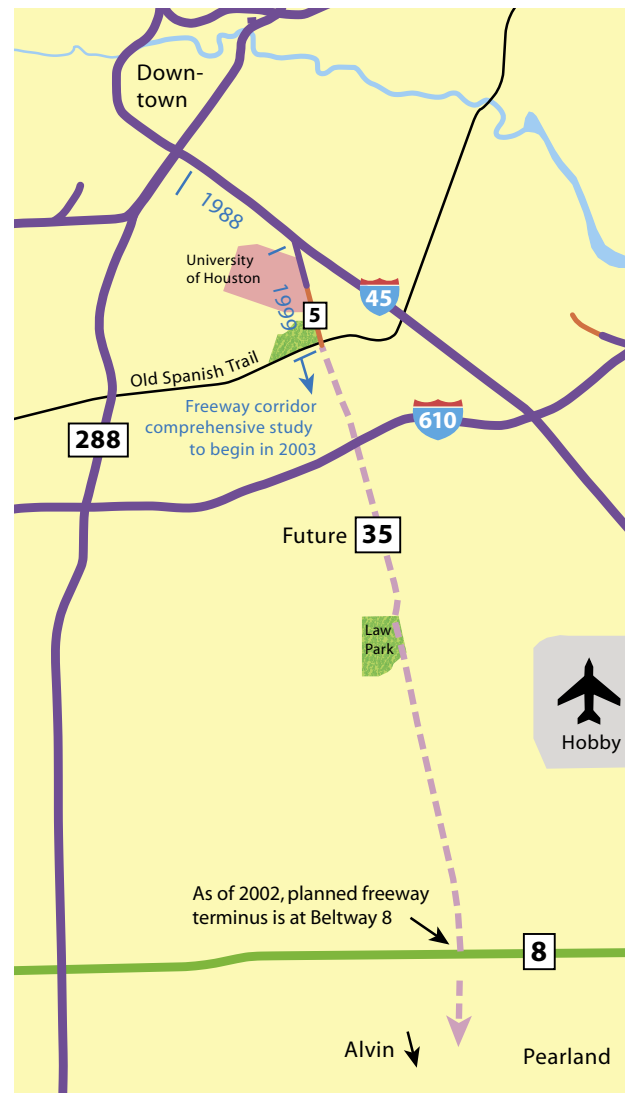 Down-
town
1988
University
of Houston
1999
45
5
Old Spanish Trail
Freeway corridor
comprehensive study
to begin in 2003
610
288
Future 35
Law
Park
Hobby
As of 2002, planned freeway
terminus is at Beltway 8
8
Alvin
Pearland